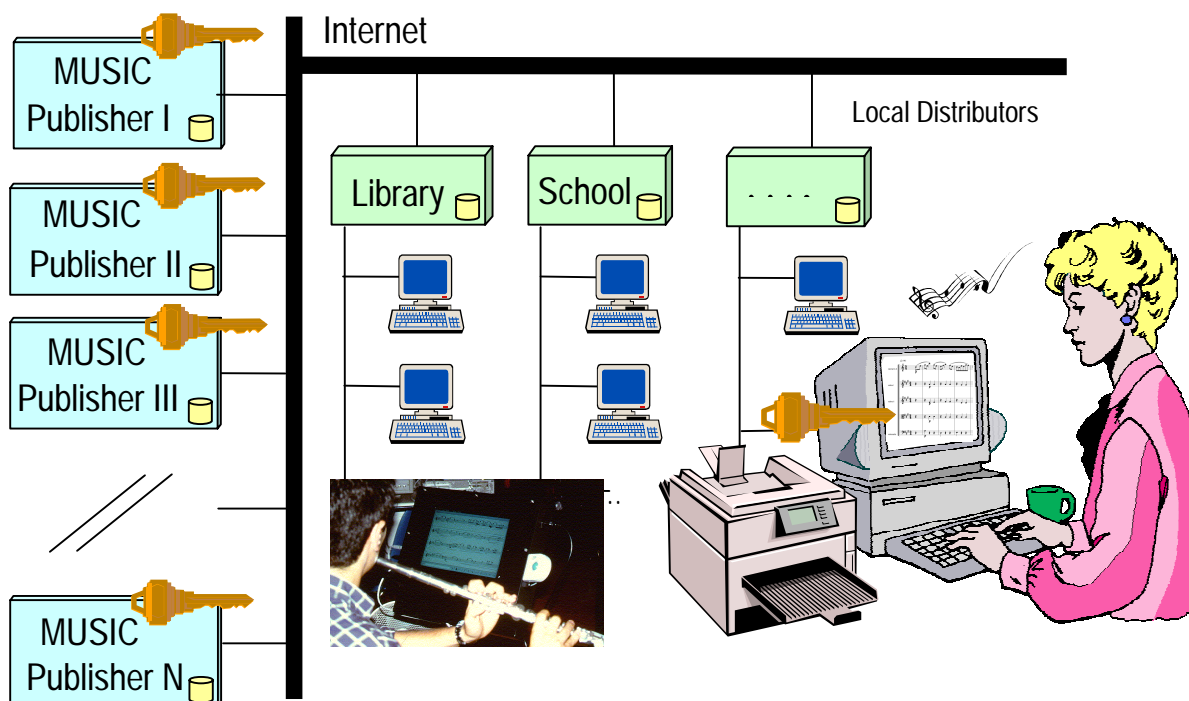 Internet
MUSIC
Publisher I
Local Distributors
Library
School
. . . .
MUSIC
Publisher II
MUSIC
Publisher III
..
MUSIC
Publisher N